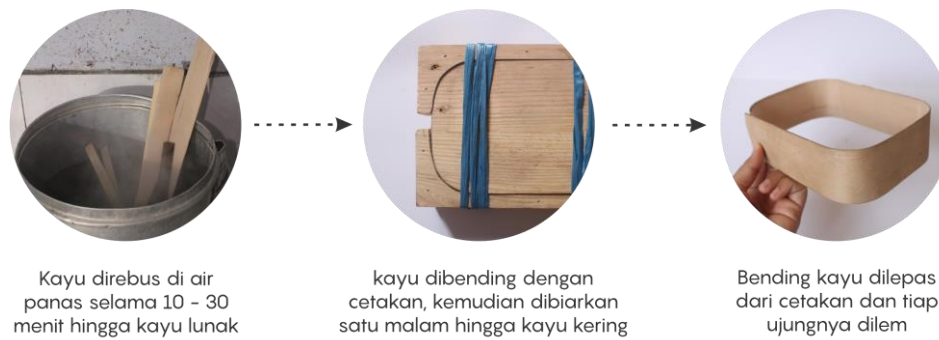 Kayu direbus di air
panas selama 10 - 30
menit hingga kayu lunak
kayu dibending dengan
cetakan, kemudian dibiarkan
satu malam hingga kayu kering
Bending kayu dilepas
dari cetakan dan tiap
ujungnya dilem